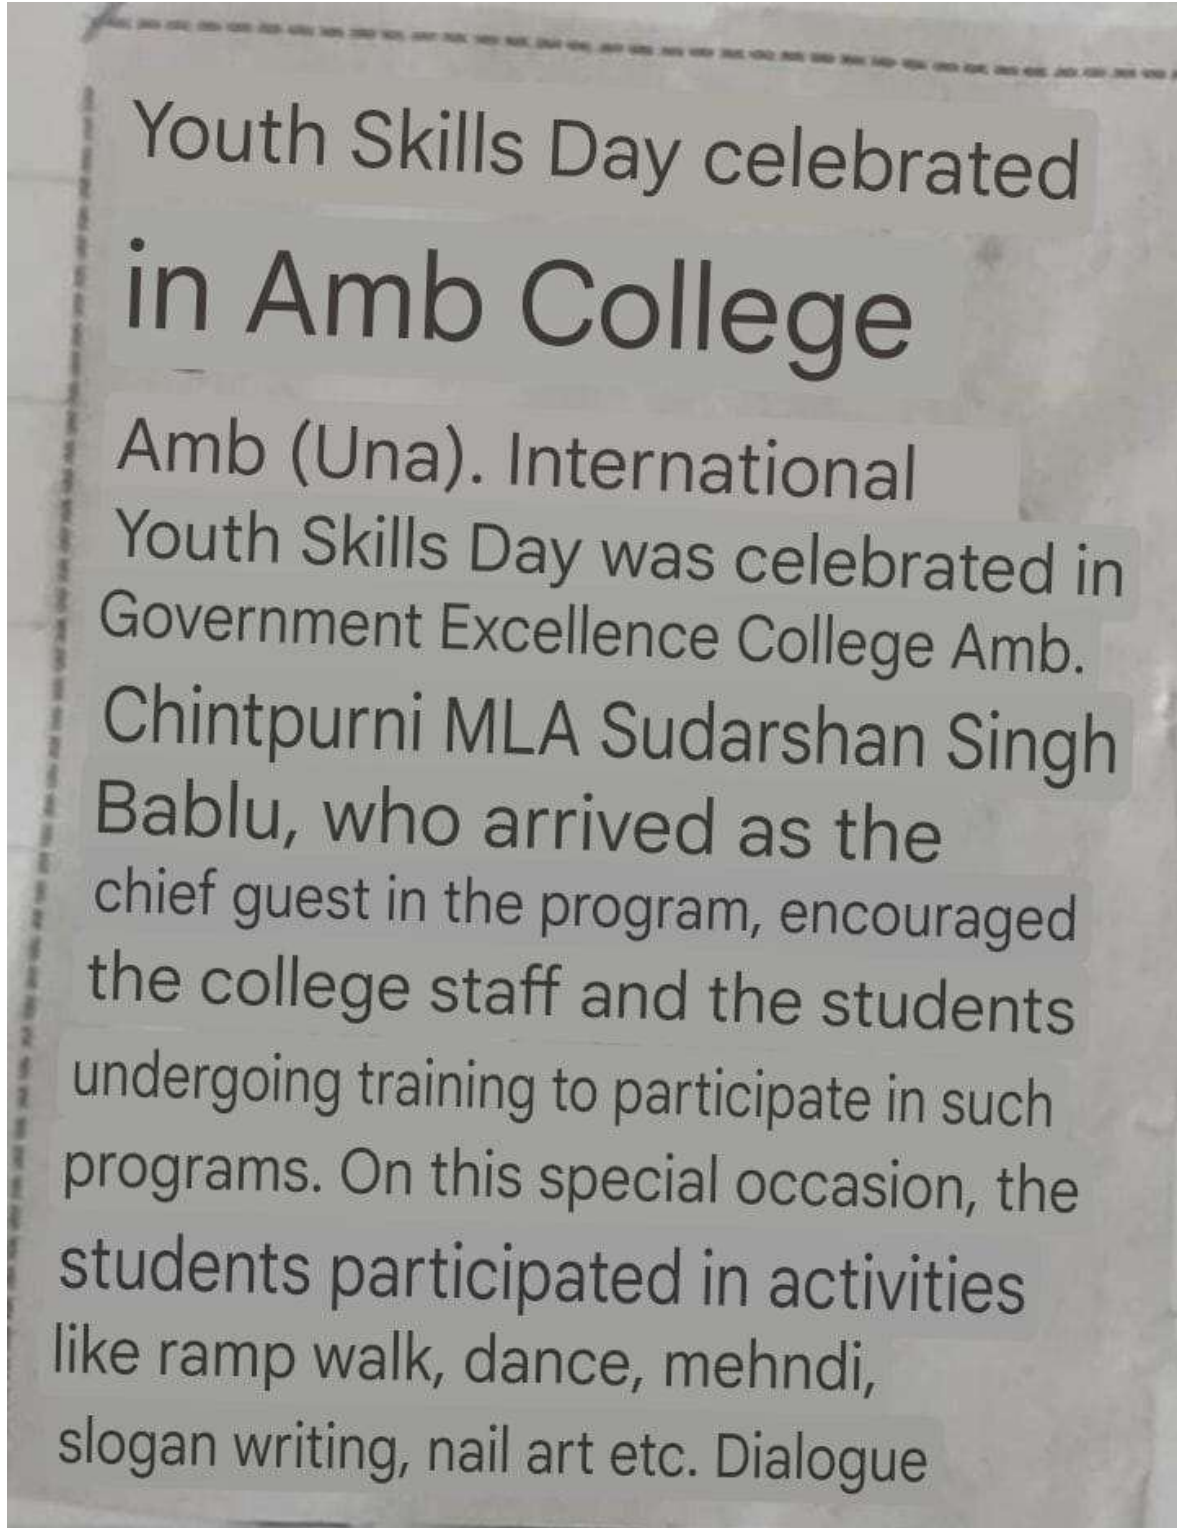 Youth Skills Day celebrated
in Amb College
Amb (Una). International
Youth Skills Day was celebrated in
Government Excellence College Amb.
Chintpurni MLA Sudarshan Singh
Bablu, who arrived as the
chief guest in the program, encouraged
the college staff and the students
undergoing training to participate in such
programs. On this special occasion, the
students participated in activities
like ramp walk, dance, mehndi,
slogan writing, nail art etc. Dialogue